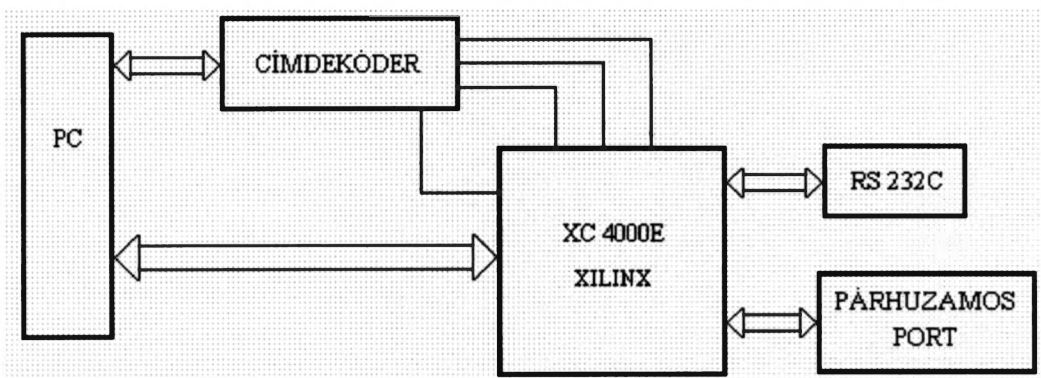 CÍMDEKÓDER
PC
RS 232C
XC 4000E
XILINX
PÁRHUZAMOS
PORT